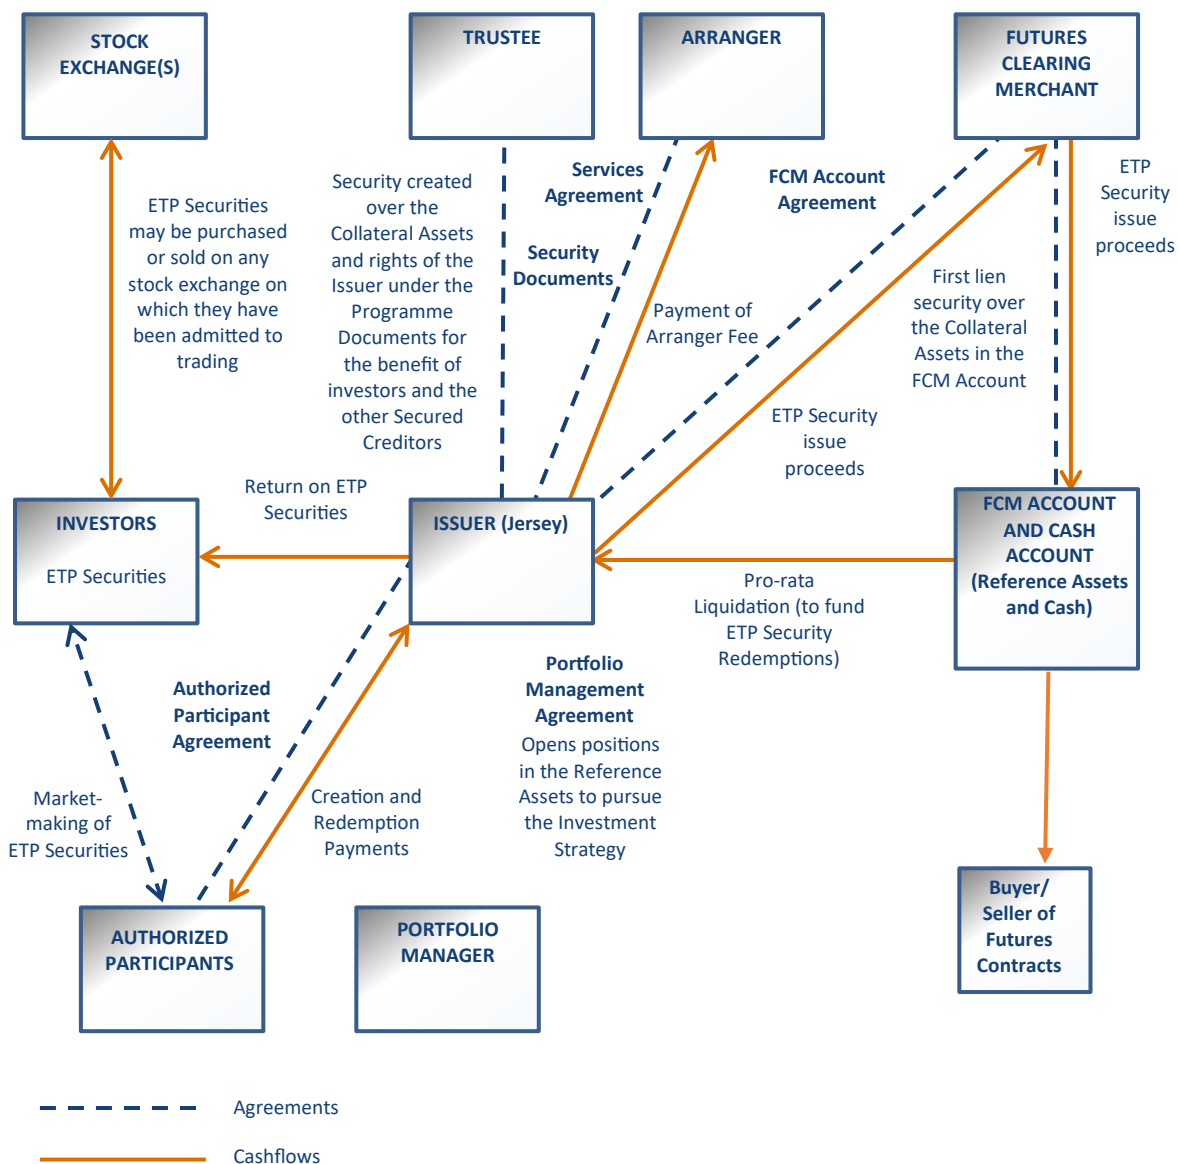 STOCK
EXCHANGE(S)
TRUSTEE
ARRANGER
FUTURES
CLEARING
MERCHANT
ETP Securities
may be purchased
or sold on any
stock exchange on
which they have
been admitted to
trading
Security created
over the
Collateral Assets
and rights of the
Issuer under the
Programme
Documents for
the benefit of
investors and the
other Secured
Creditors
Services
Agreement
Security
Documents
FCM Account
Agreement
ETP
Security
issue
proceeds
Payment of
Arranger Fee
First lien
security over
the Collateral
Assets in the
FCM Account
ETP Security
issue
proceeds
Return on ETP
Securities
INVESTORS
ETP Securities
ISSUER (Jersey)
FCM ACCOUNT
AND CASH
ACCOUNT
(Reference Assets
and Cash)
Pro-rata
Liquidation (to fund
ETP Security
Redemptions)
Authorized
Participant
Agreement
Portfolio
Management
Agreement
Opens positions
in the Reference
Assets to pursue
the Investment
Strategy
Market-
making of
ETP Securities
Creation and
Redemption
Payments
AUTHORIZED
PARTICIPANTS
PORTFOLIO
MANAGER
Buyer/
Seller of
Futures
Contracts
Agreements
Cashflows